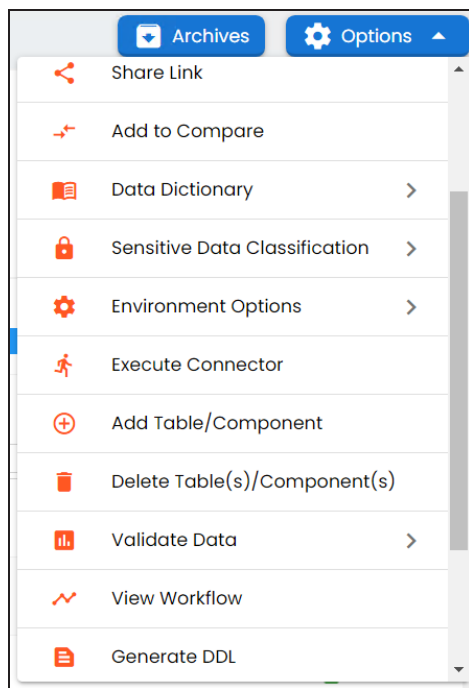 Archives
Options
Share Link
Add to Compare
Data Dictionary
Sensitive Data Classification
Environment Options
Execute Connector
Add Table/Component
Delete Table(s)/Component(s)
Validate Data
View Workflow
Generate DDL